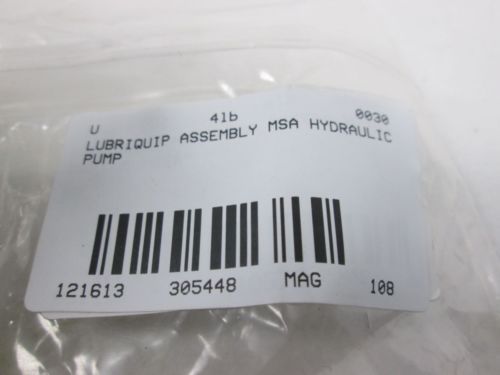 U 41b 0030
LUBRIQUIP ASSEMBLY MSA HYDRAULIC
PUMP
121613 305448 MAG 108